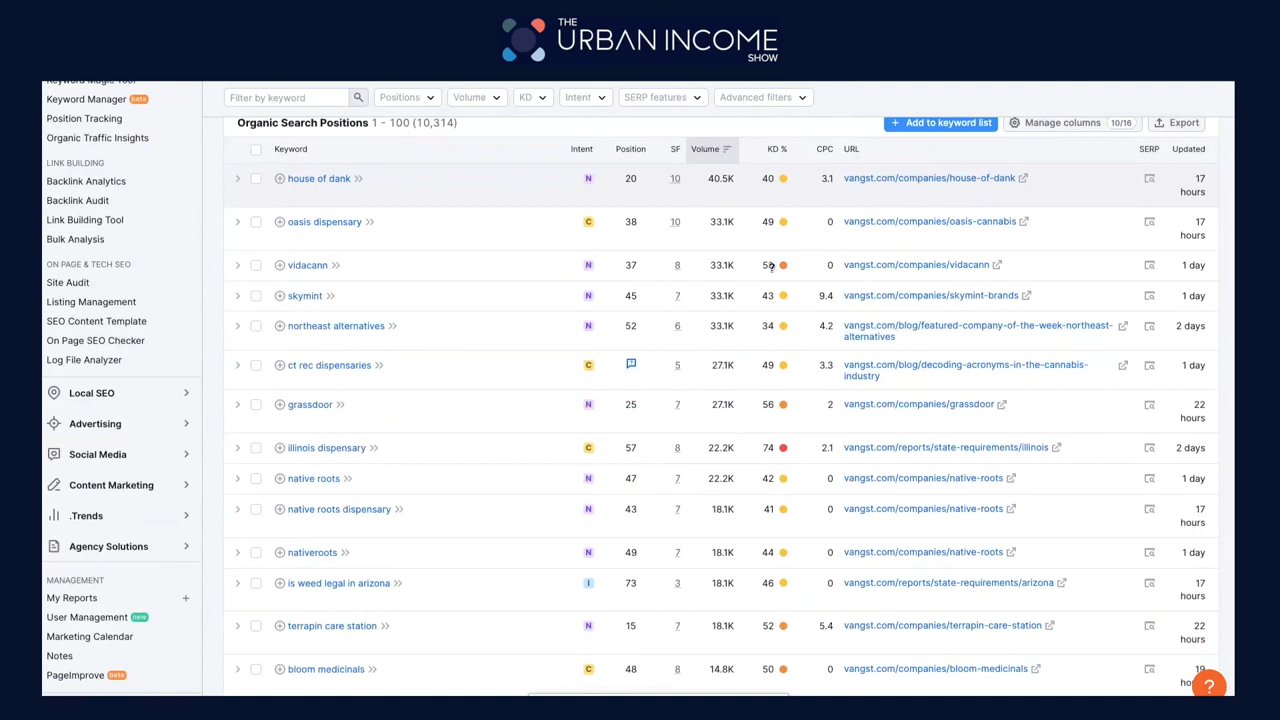 THE
URBAN INCOME
SHOW
Keyword Magic Tool
Keyword Manager beta
Position Tracking
Organic Traffic Insights
LINK BUILDING
Backlink Analytics
Backlink Audit
Link Building Tool
Bulk Analysis
ON PAGE & TECH SEO
Site Audit
Listing Management
SEO Content Template
On Page SEO Checker
Log File Analyzer
Local SEO
Advertising
Social Media
Content Marketing
.Trends
Agency Solutions
MANAGEMENT
My Reports +
User Management new
Marketing Calendar
Notes
PageImprove beta
Filter by keyword Positions Volume KD Intent SERP features Advanced filters
Organic Search Positions 1 - 100 (10,314) + Add to keyword list Manage columns 10/16 Export
Keyword Intent Position SF Volume KD % CPC URL SERP Updated
house of dank N 20 10 40.5K 40 3.1 vangst.com/companies/house-of-dank 17
hours
oasis dispensary C 38 10 33.1K 49 0 vangst.com/companies/oasis-cannabis 17
hours
vidacann N 37 8 33.1K 0 vangst.com/companies/vidacann 1 day
skymint N 45 7 33.1K 43 9.4 vangst.com/companies/skymint-brands 1 day
northeast alternatives N 52 6 33.1K 34 4.2 vangst.com/blog/featured-company-of-the-week-northeast-
alternatives 2 days
ct rec dispensaries C 5 27.1K 49 3.3 vangst.com/blog/decoding-acronyms-in-the-cannabis-
industry 1 day
grassdoor N 25 7 27.1K 56 2 vangst.com/companies/grassdoor 22
hours
illinois dispensary C 57 8 22.2K 74 2.1 vangst.com/reports/state-requirements/illinois 2 days
native roots N 47 7 22.2K 42 0 vangst.com/companies/native-roots 1 day
native roots dispensary N 43 7 18.1K 41 0 vangst.com/companies/native-roots 17
hours
nativeroots N 49 7 18.1K 44 0 vangst.com/companies/native-roots 1 day
is weed legal in arizona I 73 3 18.1K 46 0 vangst.com/reports/state-requirements/arizona 17
hours
terrapin care station N 15 7 18.1K 52 5.4 vangst.com/companies/terrapin-care-station 22
hours
bloom medicinals C 48 8 14.8K 50 0 vangst.com/companies/bloom-medicinals 19
?